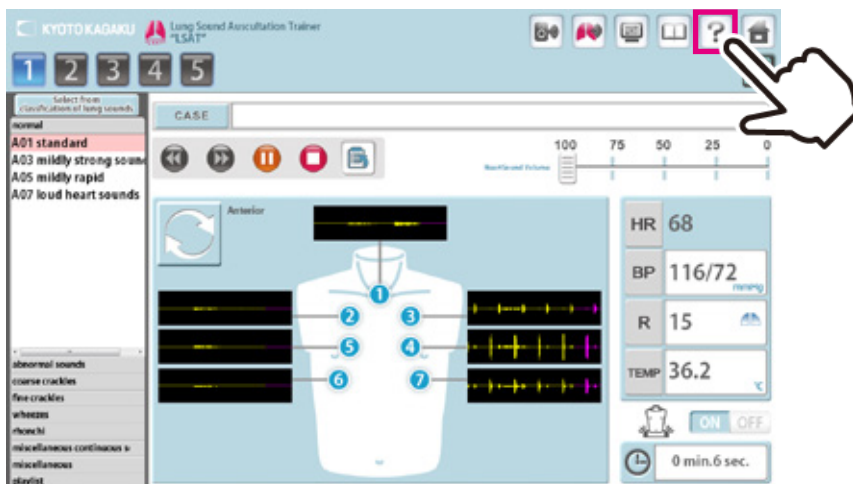 KYOTO KAGAKU
Lung Sound Auscultation Trainer
"LSAT"
?
1 2 3 4 5
Select from
classification of lung sounds
normal
A01 standard
A03 mildly strong soun
A05 mildly rapid
A07 loud heart sounds
abnormal sounds
coarse crackles
fine crackles
wheezes
rhonchi
miscellaneous continuous s
miscellaneous
playlist
CASE
100 75 50 25 0
Heart Sound Volume
Anterior
1
2 3
5 4
6 7
HR 68
BP 116/72
mmHg
R 15
TEMP 36.2
℃
ON OFF
0 min.6 sec.